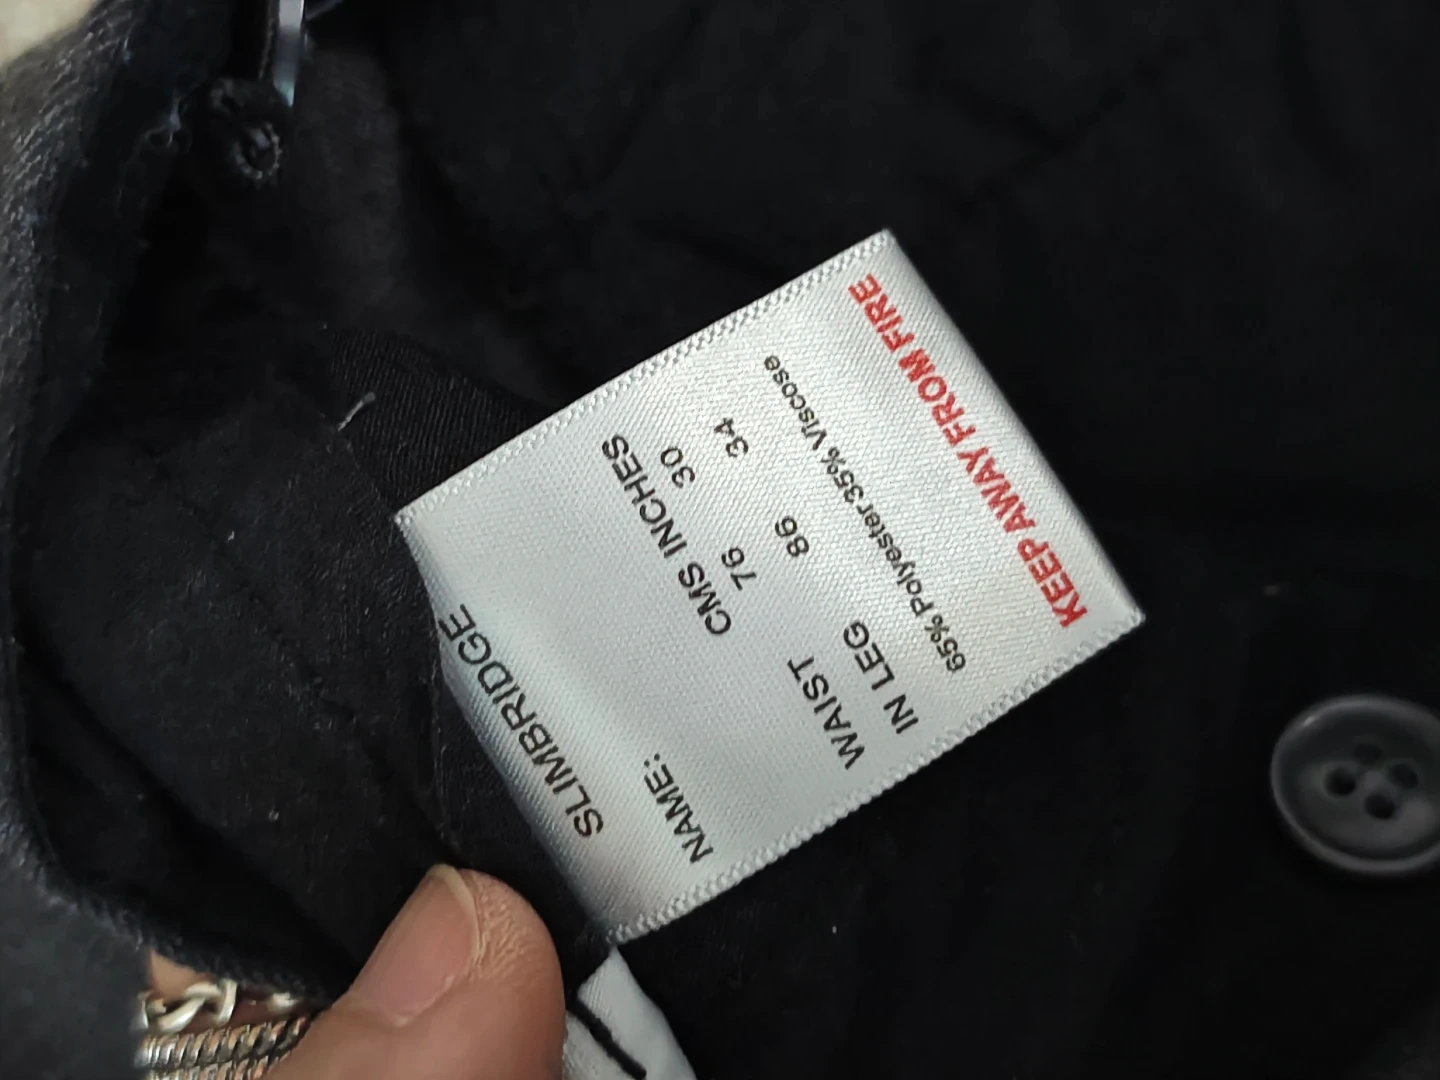 SLIMBRIDGE
NAME:
CMS INCHES
WAIST 76 30
IN LEG 86 34
65% Polyester 35% Viscose
KEEP AWAY FROM FIRE